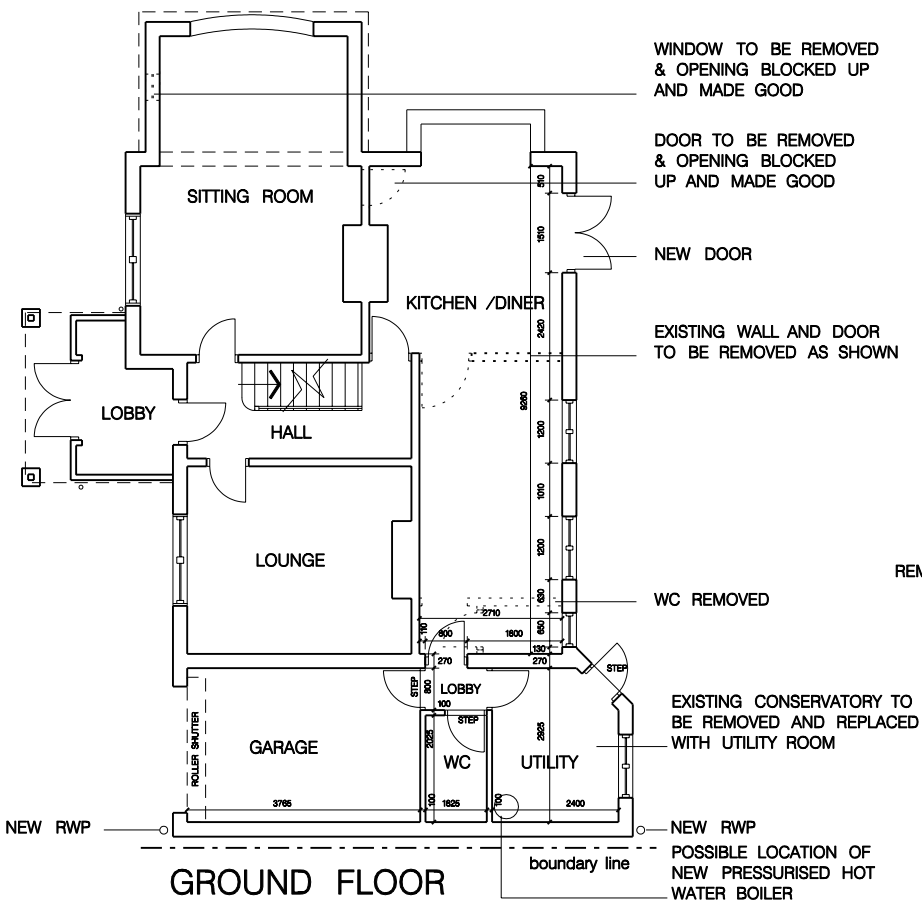 WINDOW TO BE REMOVED
& OPENING BLOCKED UP
AND MADE GOOD
DOOR TO BE REMOVED
& OPENING BLOCKED
UP AND MADE GOOD
SITTING ROOM
510
1510
NEW DOOR
KITCHEN /DINER
2420
EXISTING WALL AND DOOR
TO BE REMOVED AS SHOWN
9260
LOBBY
HALL
1200
1010
LOUNGE
1200
REM
630
WC REMOVED
2710
650
110
800
1800
130
270
270
STEP
STEP
800
LOBBY
100
STEP
EXISTING CONSERVATORY TO
BE REMOVED AND REPLACED
WITH UTILITY ROOM
ROLLER SHUTTER
GARAGE
2025
WC
2925
UTILITY
3765
100
1625
100
2400
NEW RWP
NEW RWP
boundary line
POSSIBLE LOCATION OF
NEW PRESSURISED HOT
WATER BOILER
GROUND FLOOR